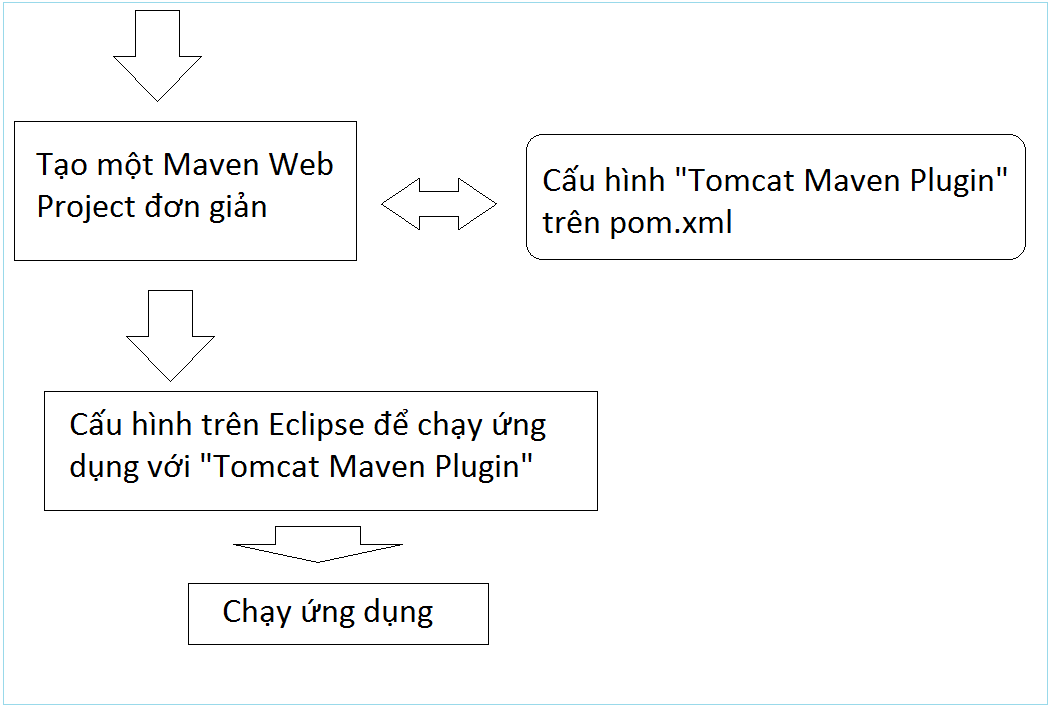 Tạo một Maven Web
Project đơn giản
Cấu hình "Tomcat Maven Plugin"
trên pom.xml
Cấu hình trên Eclipse để chạy ứng
dụng với "Tomcat Maven Plugin"
Chạy ứng dụng